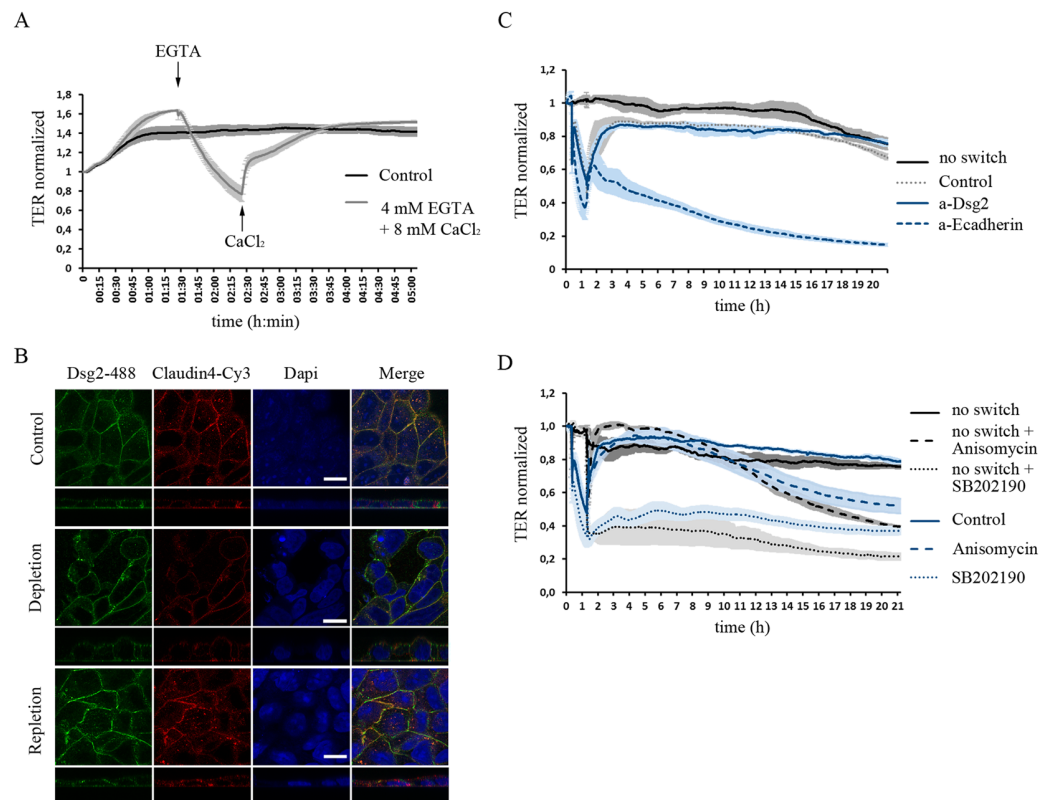 A
EGTA
TER normalized
1,8
1,6
1,4
1,2
1
0,8
0,6
0,4
0,2
0
CaCl₂
Control
4 mM EGTA
+ 8 mM CaCl₂
0
00:15
00:30
00:45
01:00
01:15
01:30
01:45
02:00
02:15
02:30
02:45
03:00
03:15
03:30
03:45
04:00
04:15
04:30
04:45
05:00
time (h:min)
B
Dsg2-488 Claudin4-Cy3 Dapi Merge
Control
Depletion
Repletion
C
TER normalized
1,2
1
0,8
0,6
0,4
0,2
0
no switch
Control
a-Dsg2
a-Ecadherin
0 1 2 3 4 5 6 7 8 9 10 11 12 13 14 15 16 17 18 19 20
time (h)
D
TER normalized
1,2
1,0
0,8
0,6
0,4
0,2
0,0
no switch
no switch +
Anisomycin
no switch +
SB202190
Control
Anisomycin
SB202190
0 1 2 3 4 5 6 7 8 9 10 11 12 13 14 15 16 17 18 19 20 21
time (h)